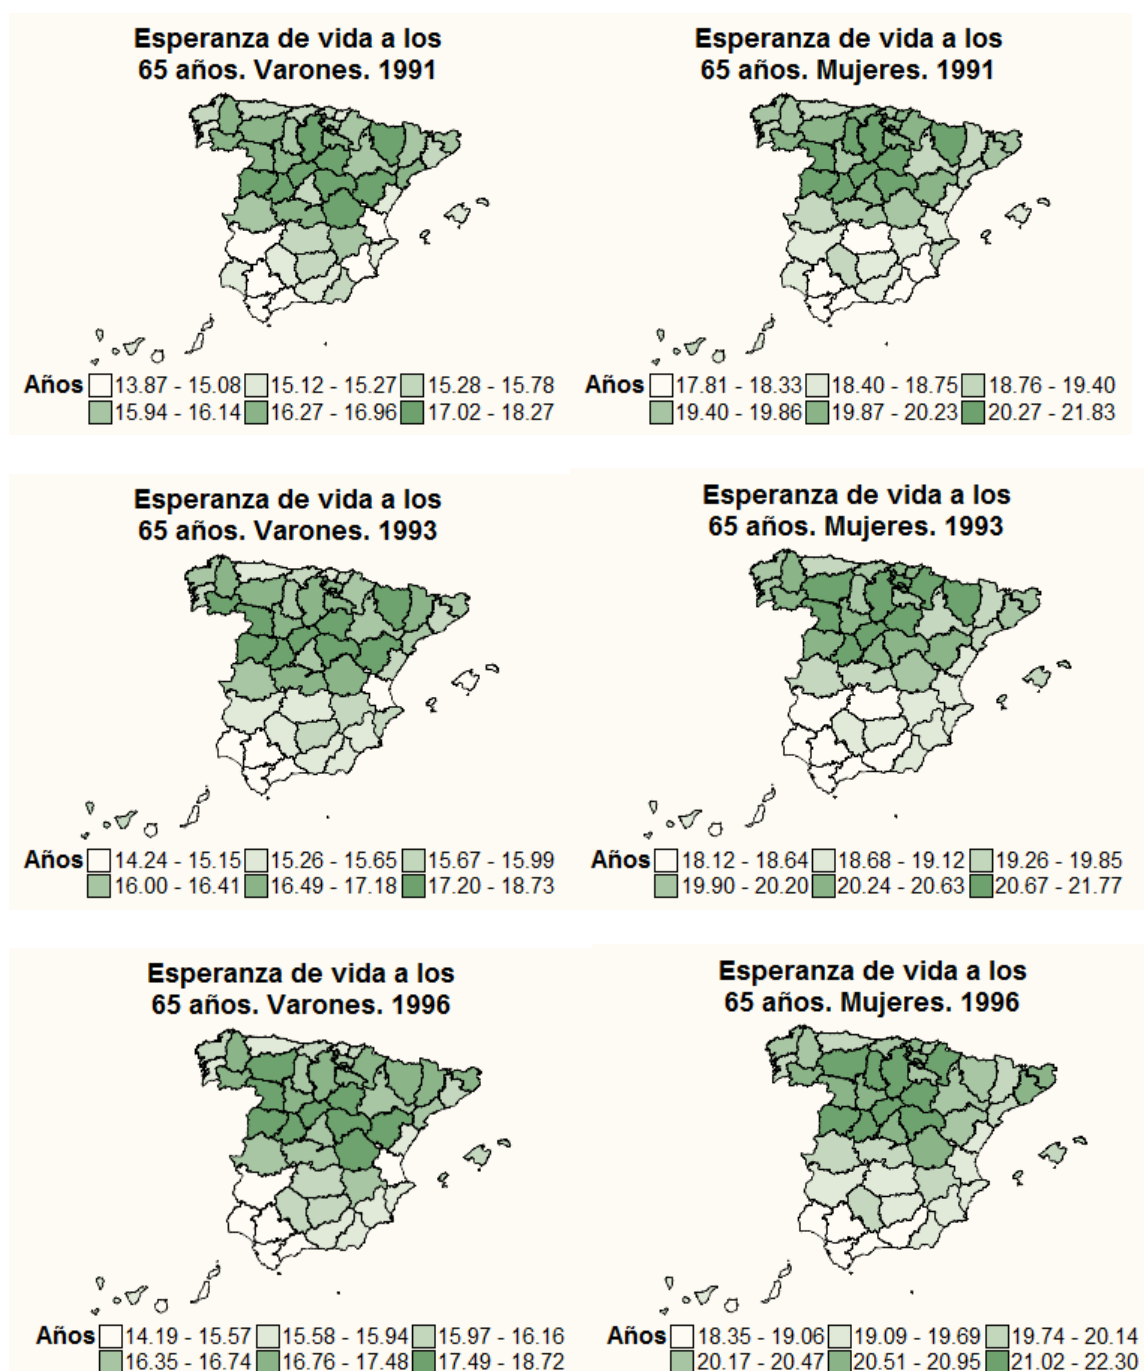 Esperanza de vida a los
65 años. Varones. 1991
Años 13.87 - 15.08 15.12 - 15.27 15.28 - 15.78
15.94 - 16.14 16.27 - 16.96 17.02 - 18.27
Esperanza de vida a los
65 años. Mujeres. 1991
Años 17.81 - 18.33 18.40 - 18.75 18.76 - 19.40
19.40 - 19.86 19.87 - 20.23 20.27 - 21.83
Esperanza de vida a los
65 años. Varones. 1993
Años 14.24 - 15.15 15.26 - 15.65 15.67 - 15.99
16.00 - 16.41 16.49 - 17.18 17.20 - 18.73
Esperanza de vida a los
65 años. Mujeres. 1993
Años 18.12 - 18.64 18.68 - 19.12 19.26 - 19.85
19.90 - 20.20 20.24 - 20.63 20.67 - 21.77
Esperanza de vida a los
65 años. Varones. 1996
Años 14.19 - 15.57 15.58 - 15.94 15.97 - 16.16
16.35 - 16.74 16.76 - 17.48 17.49 - 18.72
Esperanza de vida a los
65 años. Mujeres. 1996
Años 18.35 - 19.06 19.09 - 19.69 19.74 - 20.14
20.17 - 20.47 20.51 - 20.95 21.02 - 22.30